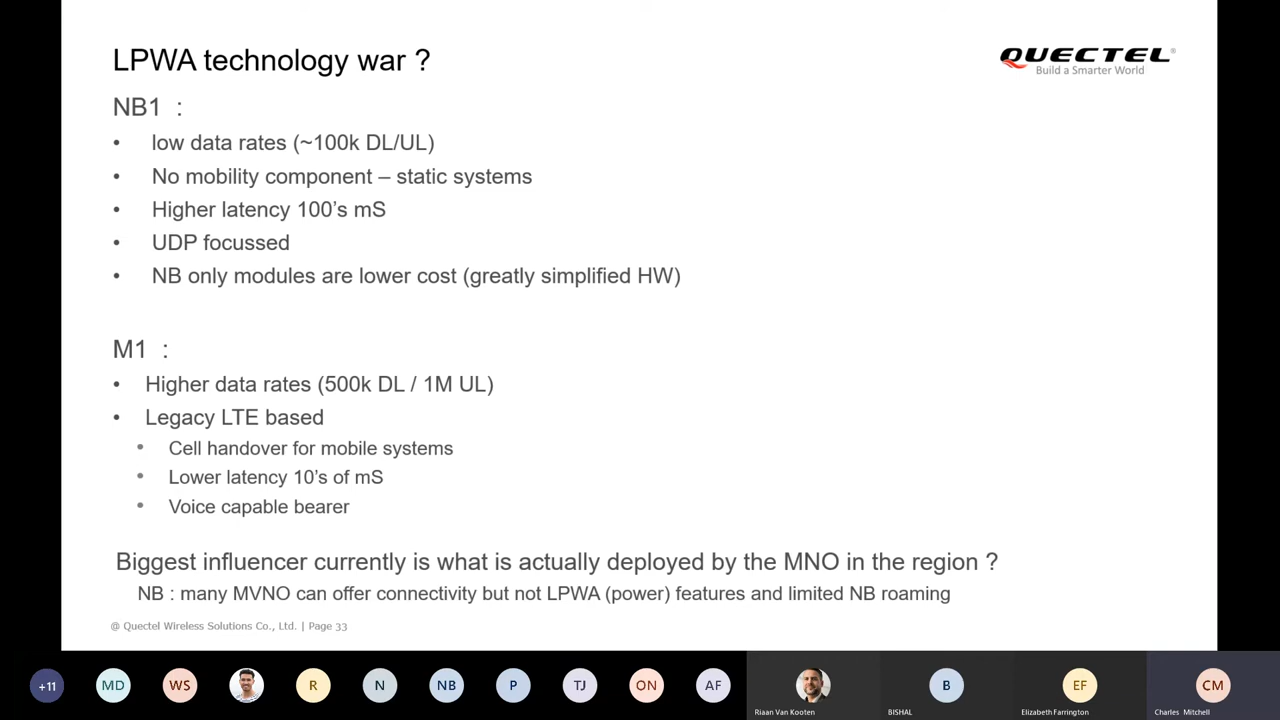 LPWA technology war ?
QUECTEL®
Build a Smarter World
NB1 :
• low data rates (~100k DL/UL)
• No mobility component – static systems
• Higher latency 100’s mS
• UDP focussed
• NB only modules are lower cost (greatly simplified HW)
M1 :
• Higher data rates (500k DL / 1M UL)
• Legacy LTE based
• Cell handover for mobile systems
• Lower latency 10’s of mS
• Voice capable bearer
Biggest influencer currently is what is actually deployed by the MNO in the region ?
NB : many MVNO can offer connectivity but not LPWA (power) features and limited NB roaming
@ Quectel Wireless Solutions Co., Ltd. | Page 33
+11 MD WS R N NB P TJ ON AF B EF CM
Riaan Van Kooten BISHAL Elizabeth Farrington Charles Mitchell